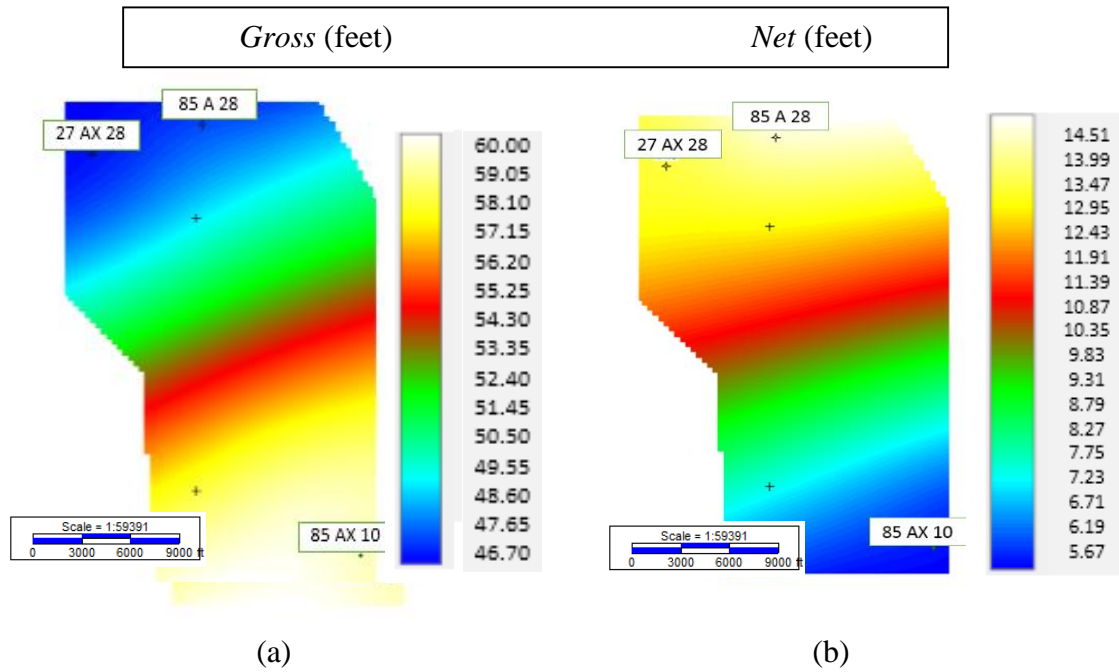 Gross (feet) Net (feet)
85 A 28
27 AX 28
60.00
59.05
58.10
57.15
56.20
55.25
54.30
53.35
52.40
51.45
50.50
49.55
48.60
47.65
46.70
Scale = 1:59391
0 3000 6000 9000 ft
85 AX 10
85 A 28
27 AX 28
14.51
13.99
13.47
12.95
12.43
11.91
11.39
10.87
10.35
9.83
9.31
8.79
8.27
7.75
7.23
6.71
6.19
5.67
Scale = 1:59391
0 3000 6000 9000 ft
85 AX 10
(a) (b)